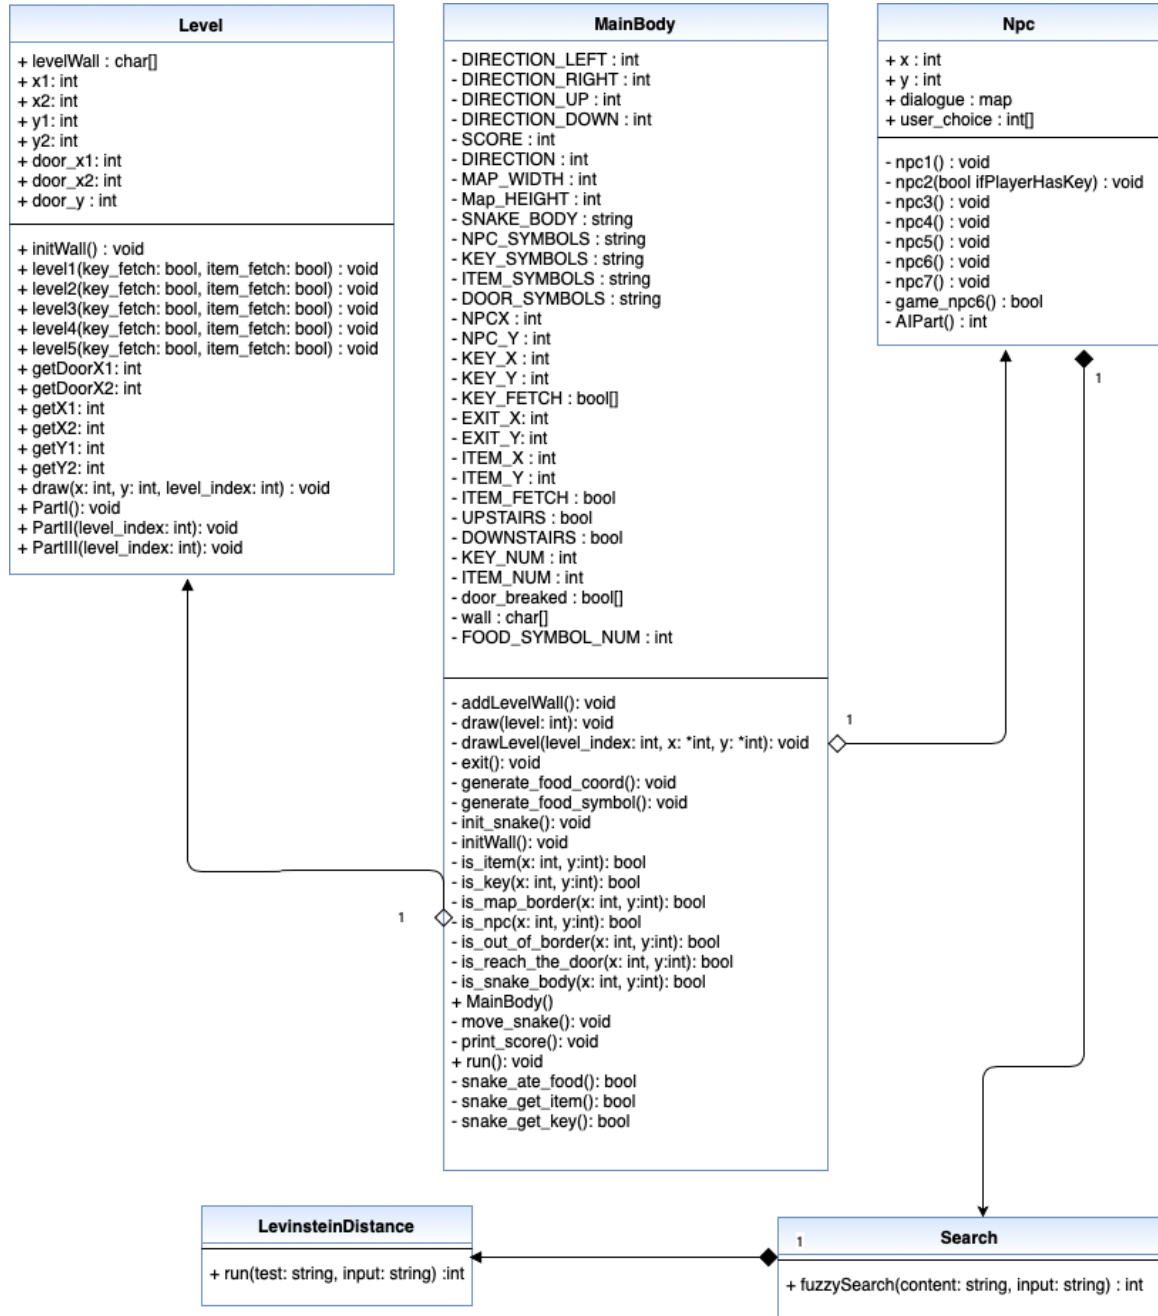 Level
+ levelWall : char[]
+ x1: int
+ x2: int
+ y1: int
+ y2: int
+ door_x1: int
+ door_x2: int
+ door_y : int
+ initWall() : void
+ level1(key_fetch: bool, item_fetch: bool) : void
+ level2(key_fetch: bool, item_fetch: bool) : void
+ level3(key_fetch: bool, item_fetch: bool) : void
+ level4(key_fetch: bool, item_fetch: bool) : void
+ level5(key_fetch: bool, item_fetch: bool) : void
+ getDoorX1: int
+ getDoorX2: int
+ getX1: int
+ getX2: int
+ getY1: int
+ getY2: int
+ draw(x: int, y: int, level_index: int) : void
+ PartI(): void
+ PartII(level_index: int): void
+ PartIII(level_index: int): void
MainBody
- DIRECTION_LEFT : int
- DIRECTION_RIGHT : int
- DIRECTION_UP : int
- DIRECTION_DOWN : int
- SCORE : int
- DIRECTION : int
- MAP_WIDTH : int
- Map_HEIGHT : int
- SNAKE_BODY : string
- NPC_SYMBOLS : string
- KEY_SYMBOLS : string
- ITEM_SYMBOLS : string
- DOOR_SYMBOLS : string
- NPCX : int
- NPC_Y : int
- KEY_X : int
- KEY_Y : int
- KEY_FETCH : bool[]
- EXIT_X: int
- EXIT_Y: int
- ITEM_X : int
- ITEM_Y : int
- ITEM_FETCH : bool
- UPSTAIRS : bool
- DOWNSTAIRS : bool
- KEY_NUM : int
- ITEM_NUM : int
- door_breaked : bool[]
- wall : char[]
- FOOD_SYMBOL_NUM : int
- addLevelWall(): void
- draw(level: int): void
- drawLevel(level_index: int, x: *int, y: *int): void
- exit(): void
- generate_food_coord(): void
- generate_food_symbol(): void
- init_snake(): void
- initWall(): void
- is_item(x: int, y:int): bool
- is_key(x: int, y:int): bool
- is_map_border(x: int, y:int): bool
- is_npc(x: int, y:int): bool
- is_out_of_border(x: int, y:int): bool
- is_reach_the_door(x: int, y:int): bool
- is_snake_body(x: int, y:int): bool
+ MainBody()
- move_snake(): void
- print_score(): void
+ run(): void
- snake_ate_food(): bool
- snake_get_item(): bool
- snake_get_key(): bool
Npc
+ x : int
+ y : int
+ dialogue : map
+ user_choice : int[]
- npc1() : void
- npc2(bool ifPlayerHasKey) : void
- npc3() : void
- npc4() : void
- npc5() : void
- npc6() : void
- npc7() : void
- game_npc6() : bool
- AIPart() : int
1
1
1
LevinsteinDistance
+ run(test: string, input: string) :int
1
Search
+ fuzzySearch(content: string, input: string) : int